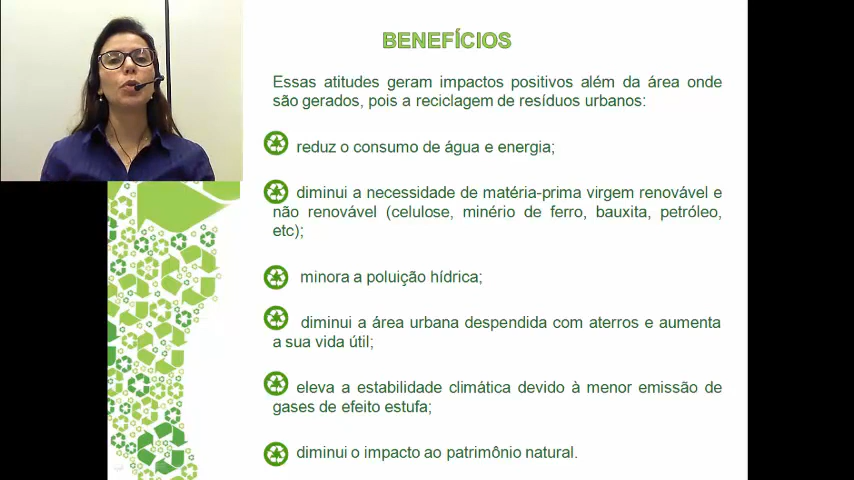 BENEFÍCIOS
Essas atitudes geram impactos positivos além da área onde
são gerados, pois a reciclagem de resíduos urbanos:
reduz o consumo de água e energia;
diminui a necessidade de matéria-prima virgem renovável e
não renovável (celulose, minério de ferro, bauxita, petróleo,
etc);
minora a poluição hídrica;
diminui a área urbana despendida com aterros e aumenta
a sua vida útil;
eleva a estabilidade climática devido à menor emissão de
gases de efeito estufa;
diminui o impacto ao patrimônio natural.